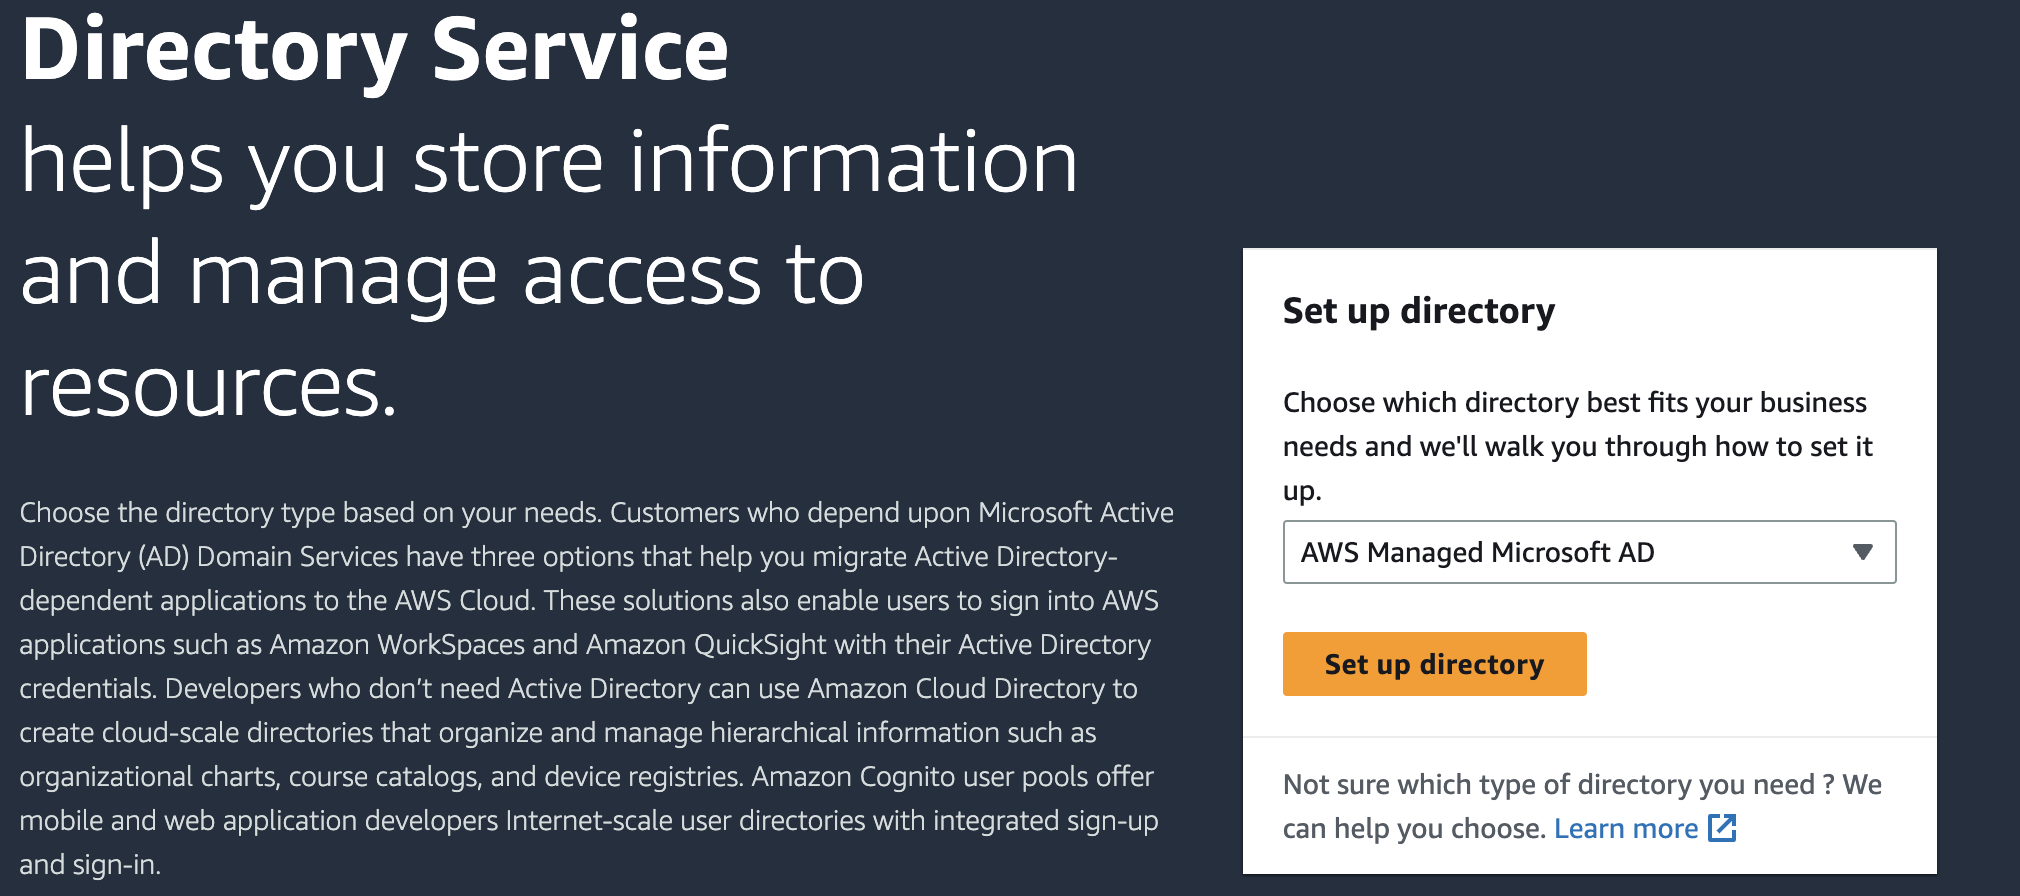 Directory Service
helps you store information
and manage access to
resources.
Choose the directory type based on your needs. Customers who depend upon Microsoft Active
Directory (AD) Domain Services have three options that help you migrate Active Directory-
dependent applications to the AWS Cloud. These solutions also enable users to sign into AWS
applications such as Amazon WorkSpaces and Amazon QuickSight with their Active Directory
credentials. Developers who don’t need Active Directory can use Amazon Cloud Directory to
create cloud-scale directories that organize and manage hierarchical information such as
organizational charts, course catalogs, and device registries. Amazon Cognito user pools offer
mobile and web application developers Internet-scale user directories with integrated sign-up
and sign-in.
Set up directory
Choose which directory best fits your business
needs and we'll walk you through how to set it
up.
AWS Managed Microsoft AD
Set up directory
Not sure which type of directory you need ? We
can help you choose. Learn more